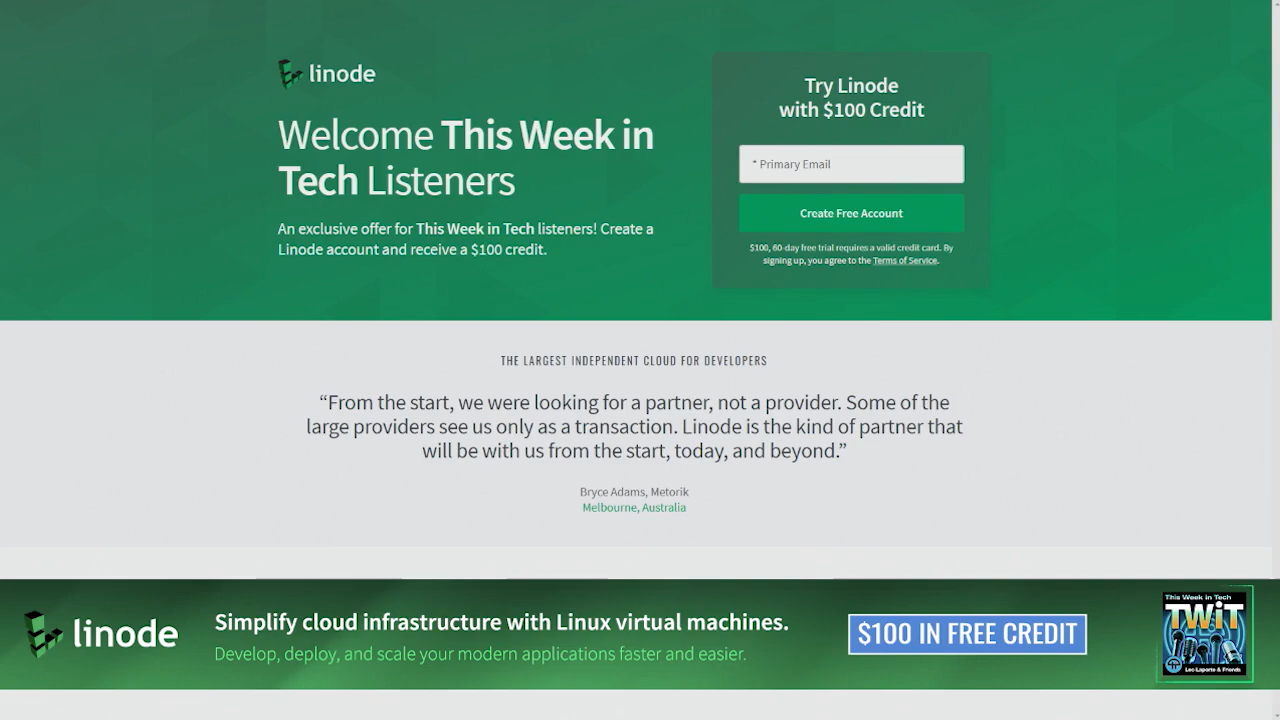 linode
Welcome This Week in
Tech Listeners
An exclusive offer for This Week in Tech listeners! Create a
Linode account and receive a $100 credit.
Try Linode
with $100 Credit
* Primary Email
Create Free Account
$100, 60-day free trial requires a valid credit card. By
signing up, you agree to the Terms of Service.
THE LARGEST INDEPENDENT CLOUD FOR DEVELOPERS
“From the start, we were looking for a partner, not a provider. Some of the
large providers see us only as a transaction. Linode is the kind of partner that
will be with us from the start, today, and beyond.”
Bryce Adams, Metorik
Melbourne, Australia
linode
Simplify cloud infrastructure with Linux virtual machines.
Develop, deploy, and scale your modern applications faster and easier.
$100 IN FREE CREDIT
This Week in Tech
TWiT
Leo Laporte & Friends